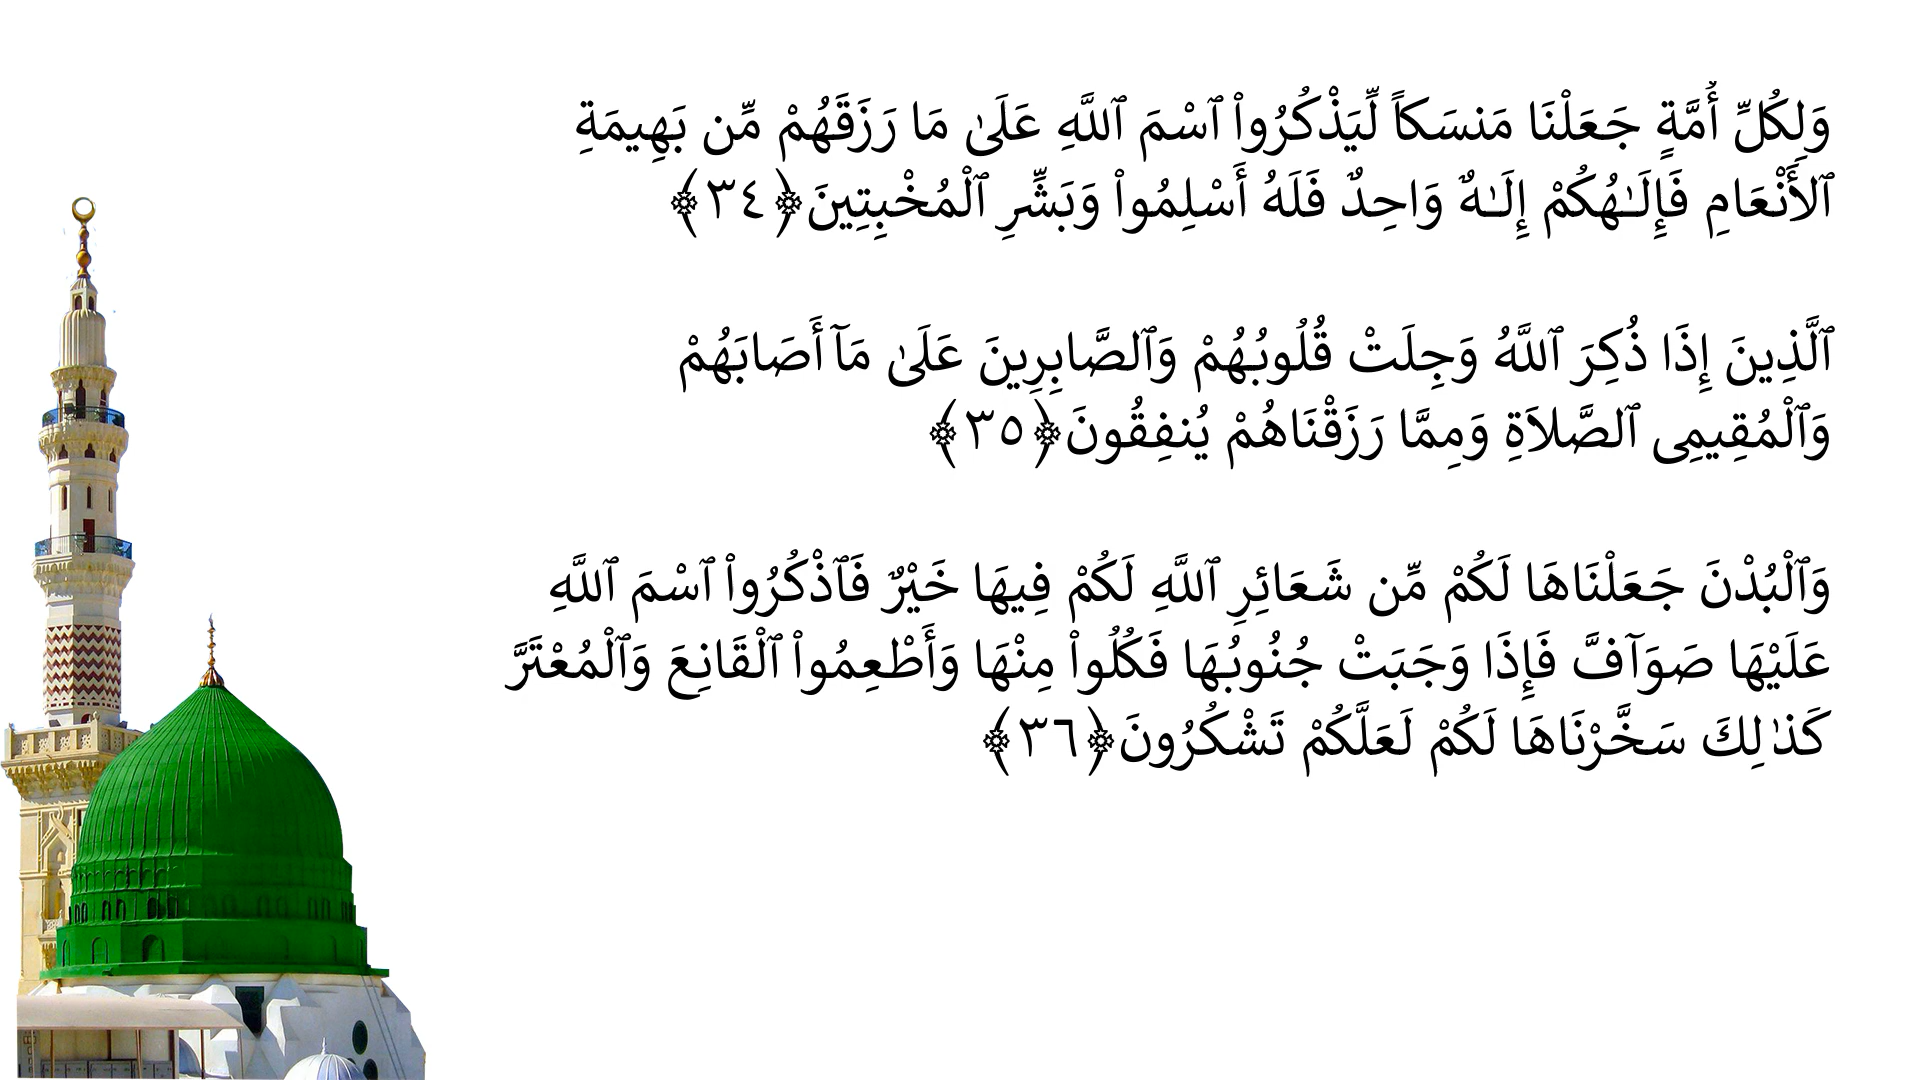 وَلِكُلِّ أُمَّةٍ جَعَلْنَا مَنسَكاً لِّيَذْكُرُواْ ٱسْمَ ٱللَّهِ عَلَىٰ مَا رَزَقَهُمْ مِّن بَهِيمَةِ
ٱلأَنْعَامِ فَإِلَـٰهُكُمْ إِلَـٰهٌ وَاحِدٌ فَلَهُ أَسْلِمُواْ وَبَشِّرِ ٱلْمُخْبِتِينَ ﴿٣٤﴾
ٱلَّذِينَ إِذَا ذُكِرَ ٱللَّهُ وَجِلَتْ قُلُوبُهُمْ وَٱلصَّابِرِينَ عَلَىٰ مَآ أَصَابَهُمْ
وَٱلْمُقِيمِى ٱلصَّلاَةِ وَمِمَّا رَزَقْنَاهُمْ يُنفِقُونَ ﴿٣٥﴾
وَٱلْبُدْنَ جَعَلْنَاهَا لَكُمْ مِّن شَعَائِرِ ٱللَّهِ لَكُمْ فِيهَا خَيْرٌ فَٱذْكُرُواْ ٱسْمَ ٱللَّهِ
عَلَيْهَا صَوَآفَّ فَإِذَا وَجَبَتْ جُنُوبُهَا فَكُلُواْ مِنْهَا وَأَطْعِمُواْ ٱلْقَانِعَ وَٱلْمُعْتَرَّ
كَذٰلِكَ سَخَّرْنَاهَا لَكُمْ لَعَلَّكُمْ تَشْكُرُونَ ﴿٣٦﴾